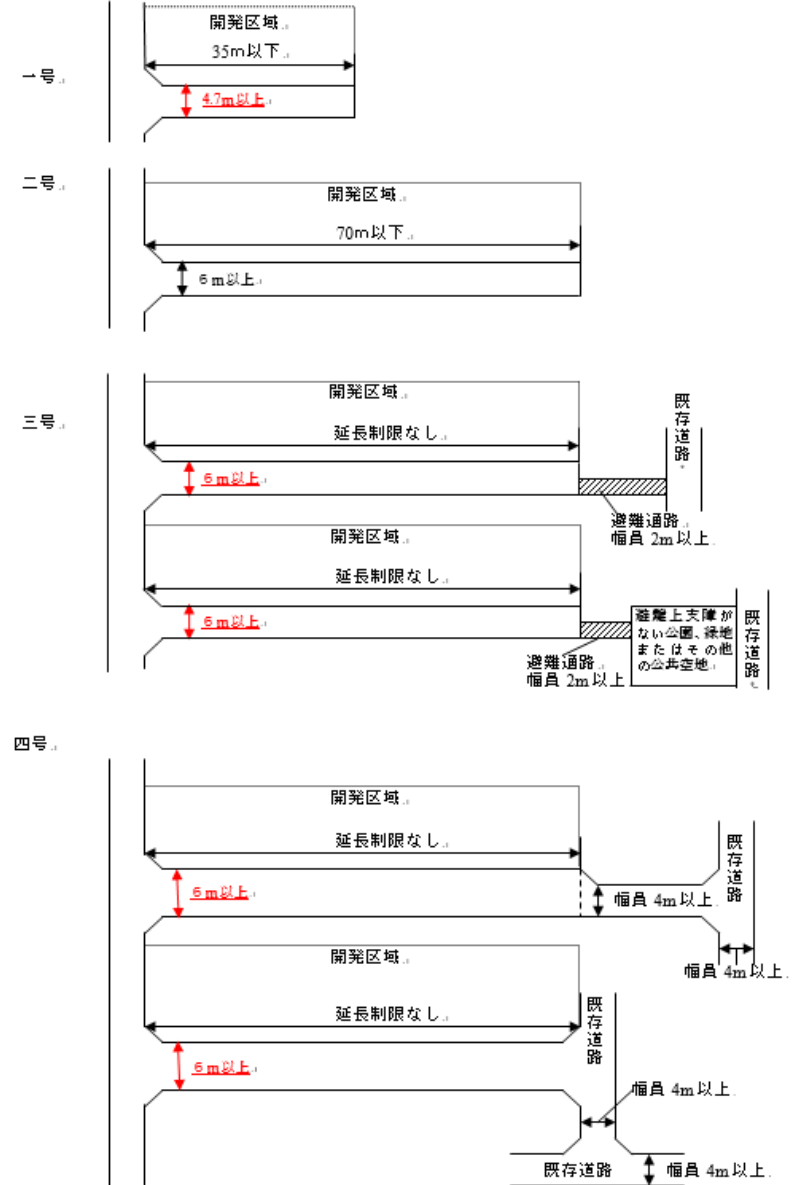 開発区域
35m以下
一号
4.7m以上
二号
開発区域
70m以下
6m以上
三号
開発区域
延長制限なし
6m以上
既存道路
避難通路
幅員 2m以上
開発区域
延長制限なし
6m以上
避難上支障が
ない公園、緑地
またはその他
の公共空地
既存道路
避難通路
幅員 2m以上
四号
開発区域
延長制限なし
6m以上
既存道路
幅員 4m以上
幅員 4m以上
開発区域
延長制限なし
6m以上
既存道路
幅員 4m以上
既存道路
幅員 4m以上